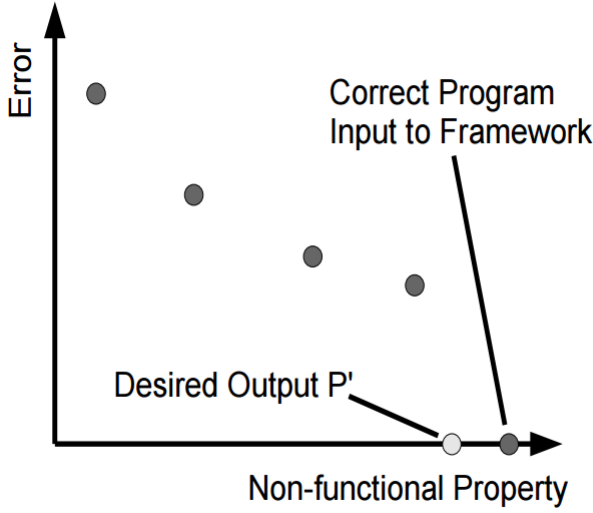 Error
Correct Program
Input to Framework
Desired Output P'
Non-functional Property